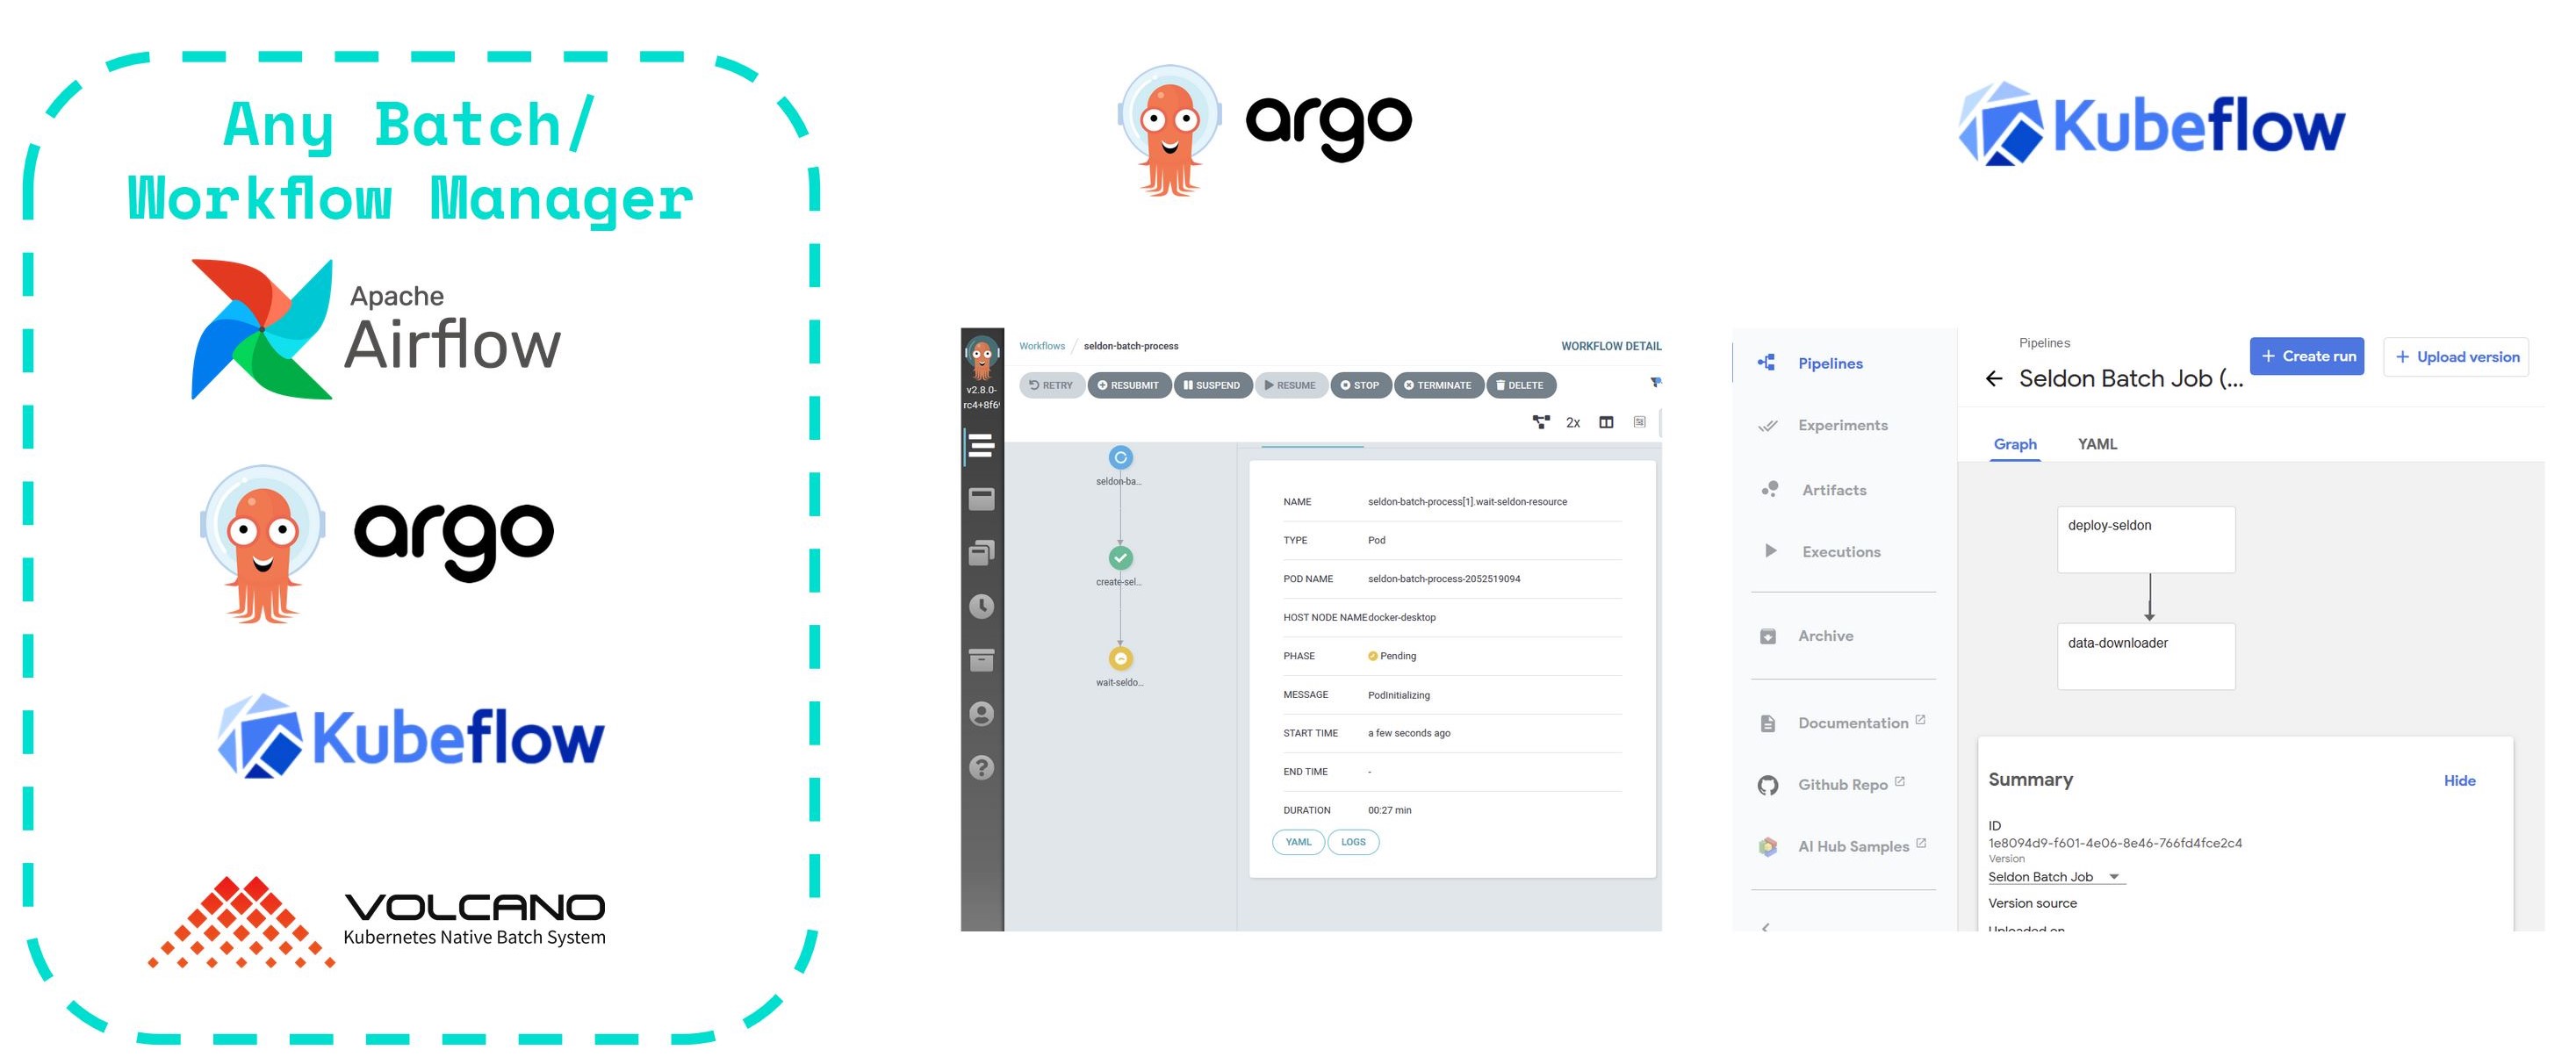 Any Batch/
Workflow Manager
Apache
Airflow
argo
Kubeflow
VOLCANO
Kubernetes Native Batch System
argo
v2.8.0-
rc4+8f6
Workflows / seldon-batch-process
WORKFLOW DETAIL
RETRY RESUBMIT SUSPEND RESUME STOP TERMINATE DELETE
2x
seldon-ba...
create-sel...
wait-seldo...
NAME seldon-batch-process[1].wait-seldon-resource
TYPE Pod
POD NAME seldon-batch-process-2052519094
HOST NODE NAME docker-desktop
PHASE Pending
MESSAGE PodInitializing
START TIME a few seconds ago
END TIME -
DURATION 00:27 min
YAML LOGS
Kubeflow
Pipelines
Experiments
Artifacts
Executions
Archive
Documentation
Github Repo
AI Hub Samples
Pipelines
Seldon Batch Job (...
+ Create run
+ Upload version
Graph YAML
deploy-seldon
data-downloader
Summary
Hide
ID
1e8094d9-f601-4e06-8e46-766fd4fce2c4
Version
Seldon Batch Job
Version source
Uploaded on